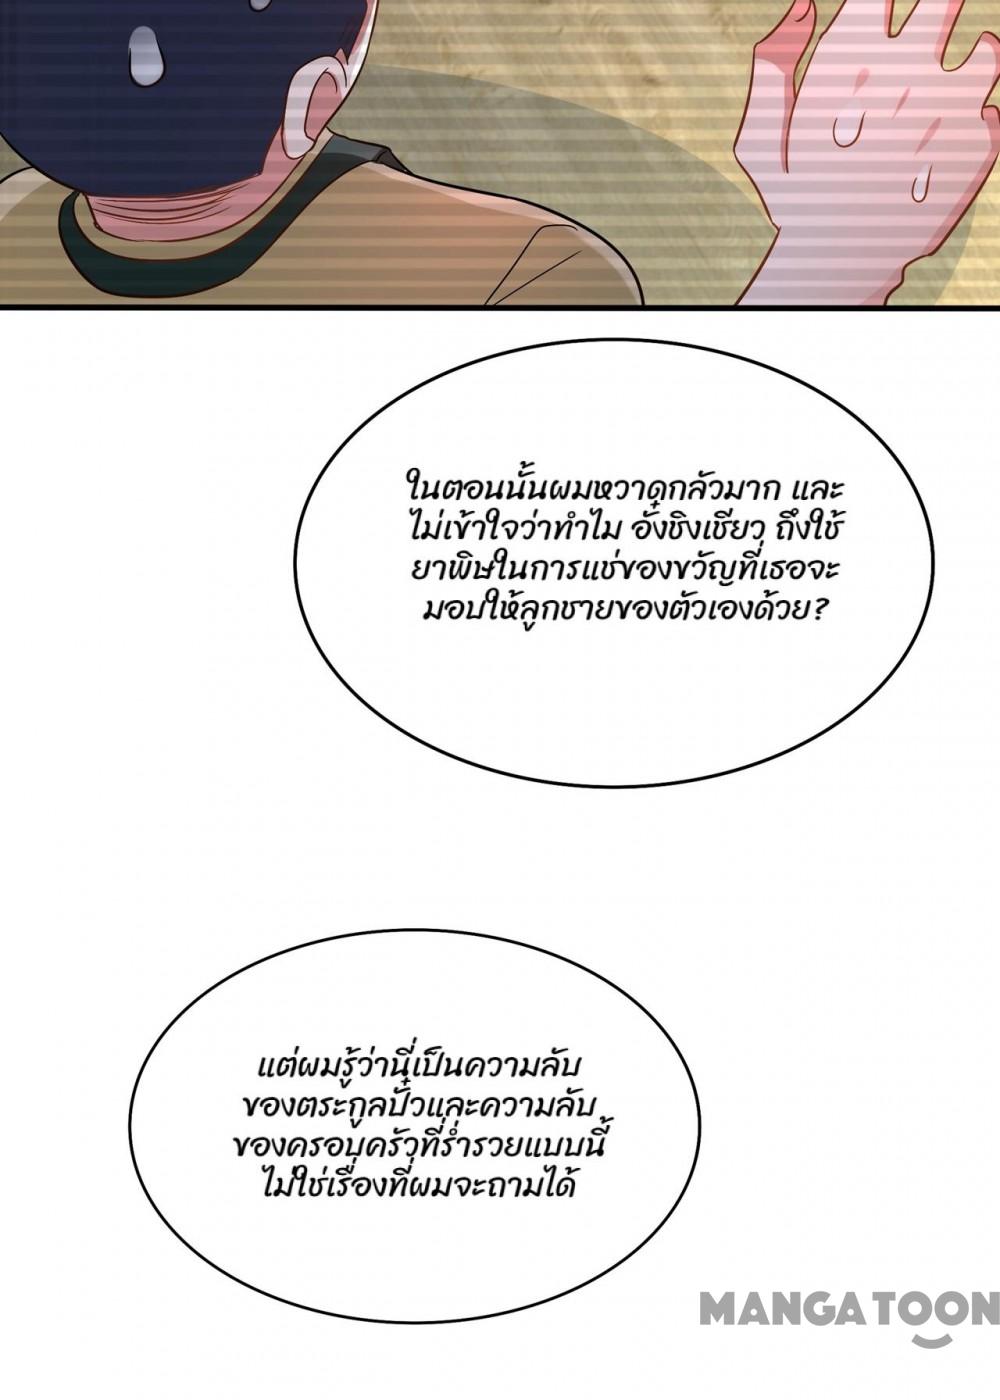 ในตอนนั้นผมหวาดกลัวมาก และ
ไม่เข้าใจว่าทำไม อั๋งชิงเชียว ถึงใช้
ยาพิษในการแช่ของขวัญที่เธอจะ
มอบให้ลูกชายของตัวเองด้วย?
แต่ผมรู้ว่านี่เป็นความลับ
ของตระกูลปั๋วและความลับ
ของครอบครัวที่ร่ำรวยแบบนี้
ไม่ใช่เรื่องที่ผมจะถามได้
MANGATOON